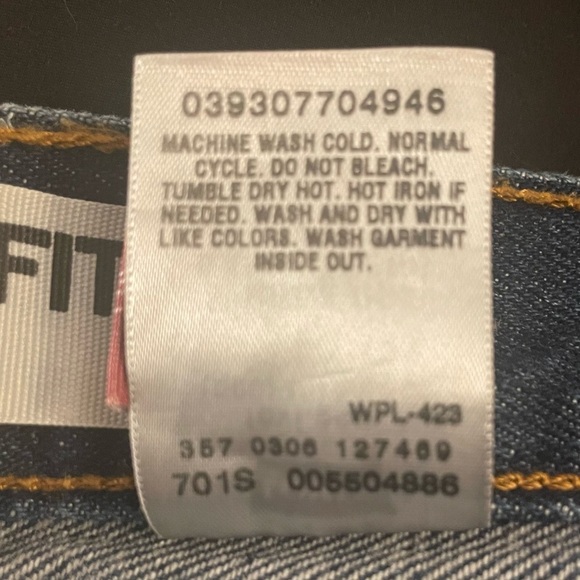 039307704946
MACHINE WASH COLD. NORMAL
CYCLE. DO NOT BLEACH.
TUMBLE DRY HOT. HOT IRON IF
NEEDED. WASH AND DRY WITH
LIKE COLORS. WASH GARMENT
INSIDE OUT.
FIT
WPL-423
357 0306 127469
701S 005504886